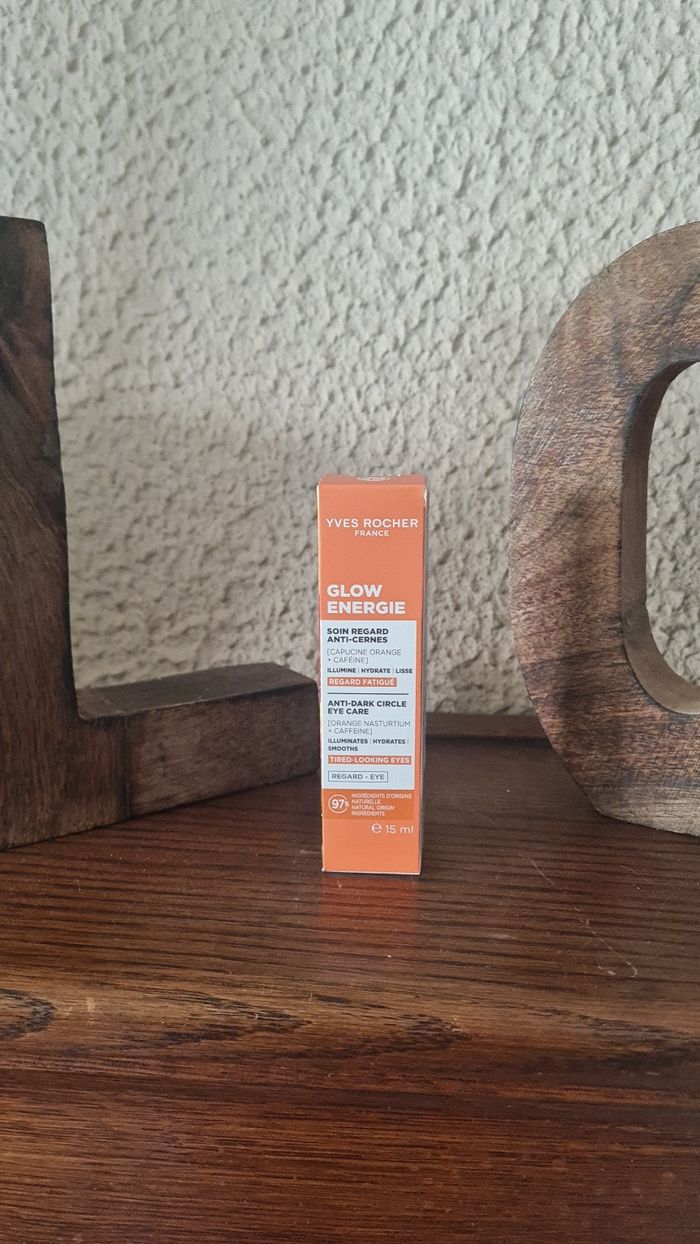 YVES ROCHER
FRANCE
GLOW
ENERGIE
SOIN REGARD
ANTI-CERNES
[CAPUCINE ORANGE
+ CAFÉINE]
ILLUMINE | HYDRATE | LISSE
REGARD FATIGUÉ
ANTI-DARK CIRCLE
EYE CARE
[ORANGE NASTURTIUM
+ CAFFEINE]
ILLUMINATES | HYDRATES |
SMOOTHS
TIRED-LOOKING EYES
REGARD - EYE
97%
INGRÉDIENTS D'ORIGINE
NATURELLE
NATURAL ORIGIN
INGREDIENTS
e 15 ml
L O